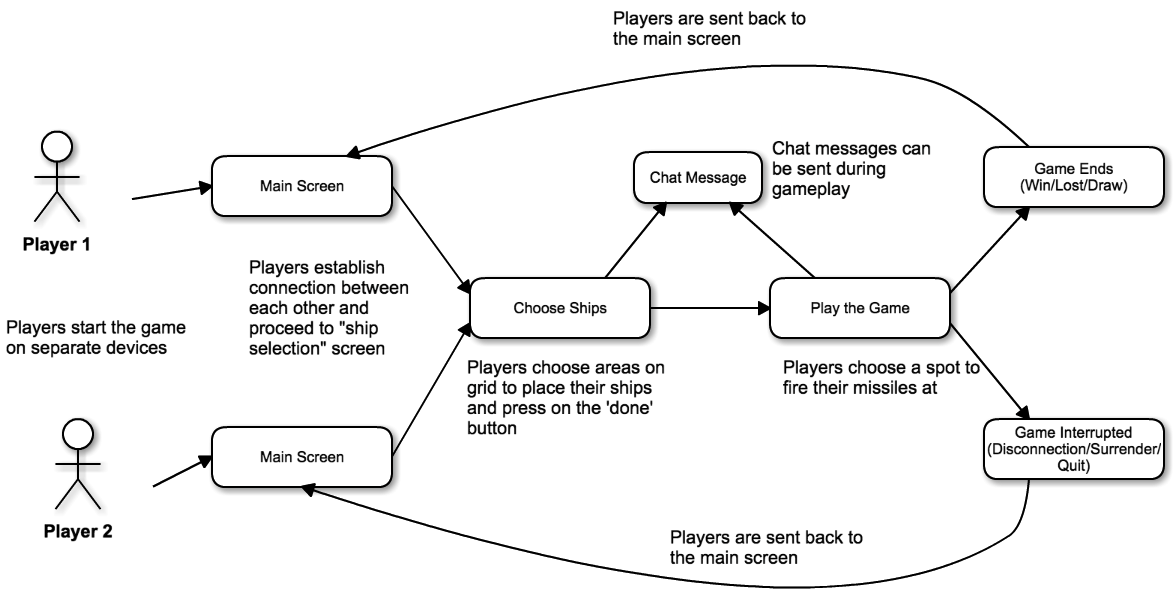 Players are sent back to
the main screen
Player 1
Main Screen
Chat Message
Chat messages can
be sent during
gameplay
Game Ends
(Win/Lost/Draw)
Players start the game
on separate devices
Players establish
connection between
each other and
proceed to "ship
selection" screen
Choose Ships
Players choose areas on
grid to place their ships
and press on the 'done'
button
Play the Game
Players choose a spot to
fire their missiles at
Player 2
Main Screen
Game Interrupted
(Disconnection/Surrender/
Quit)
Players are sent back to
the main screen